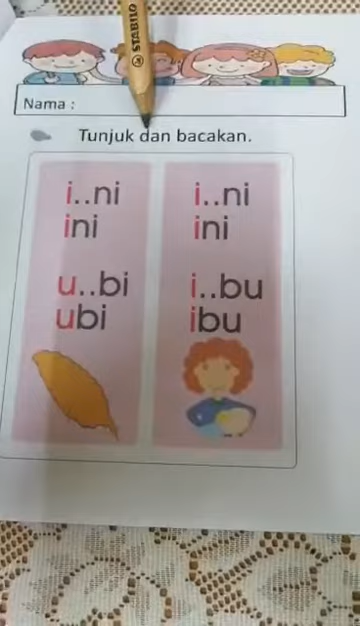 STABILO
Nama :
Tunjuk dan bacakan.
i..ni
ini
u..bi
ubi
i..ni
ini
i..bu
ibu